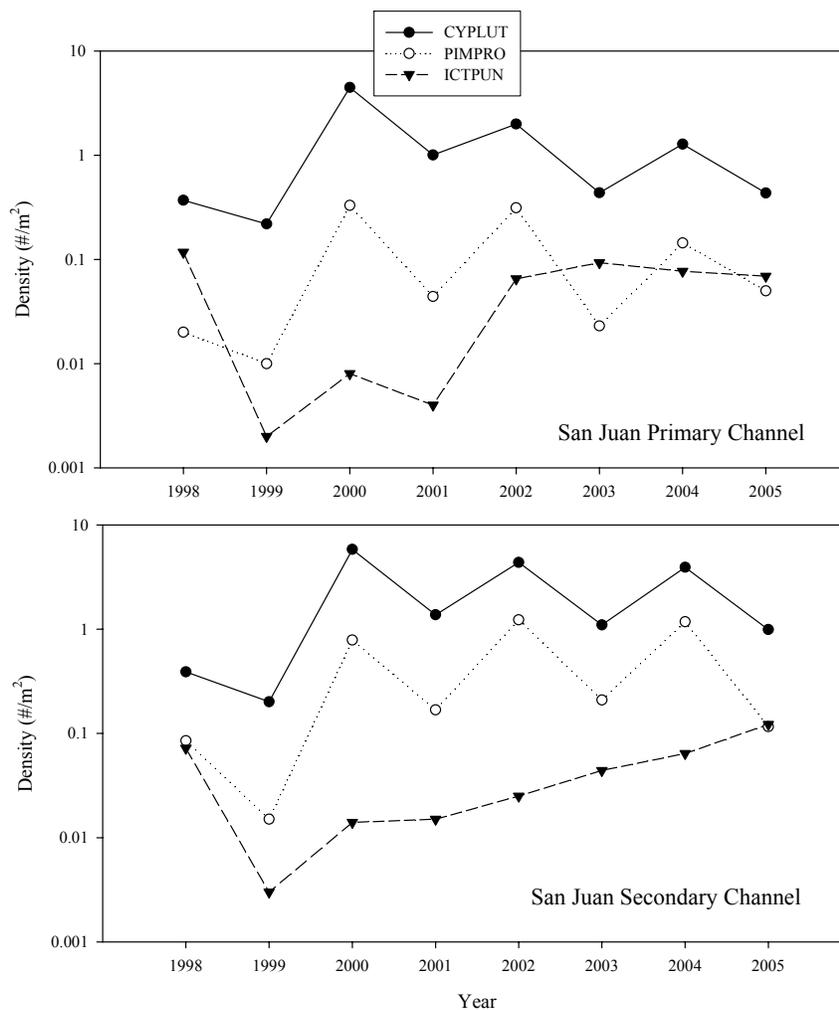 CYPLUT
PIMPRO
ICTPUN
10
1
0.1
0.01
0.001
Density (#/m²)
San Juan Primary Channel
1998 1999 2000 2001 2002 2003 2004 2005
10
1
0.1
0.01
0.001
Density (#/m²)
San Juan Secondary Channel
1998 1999 2000 2001 2002 2003 2004 2005
Year